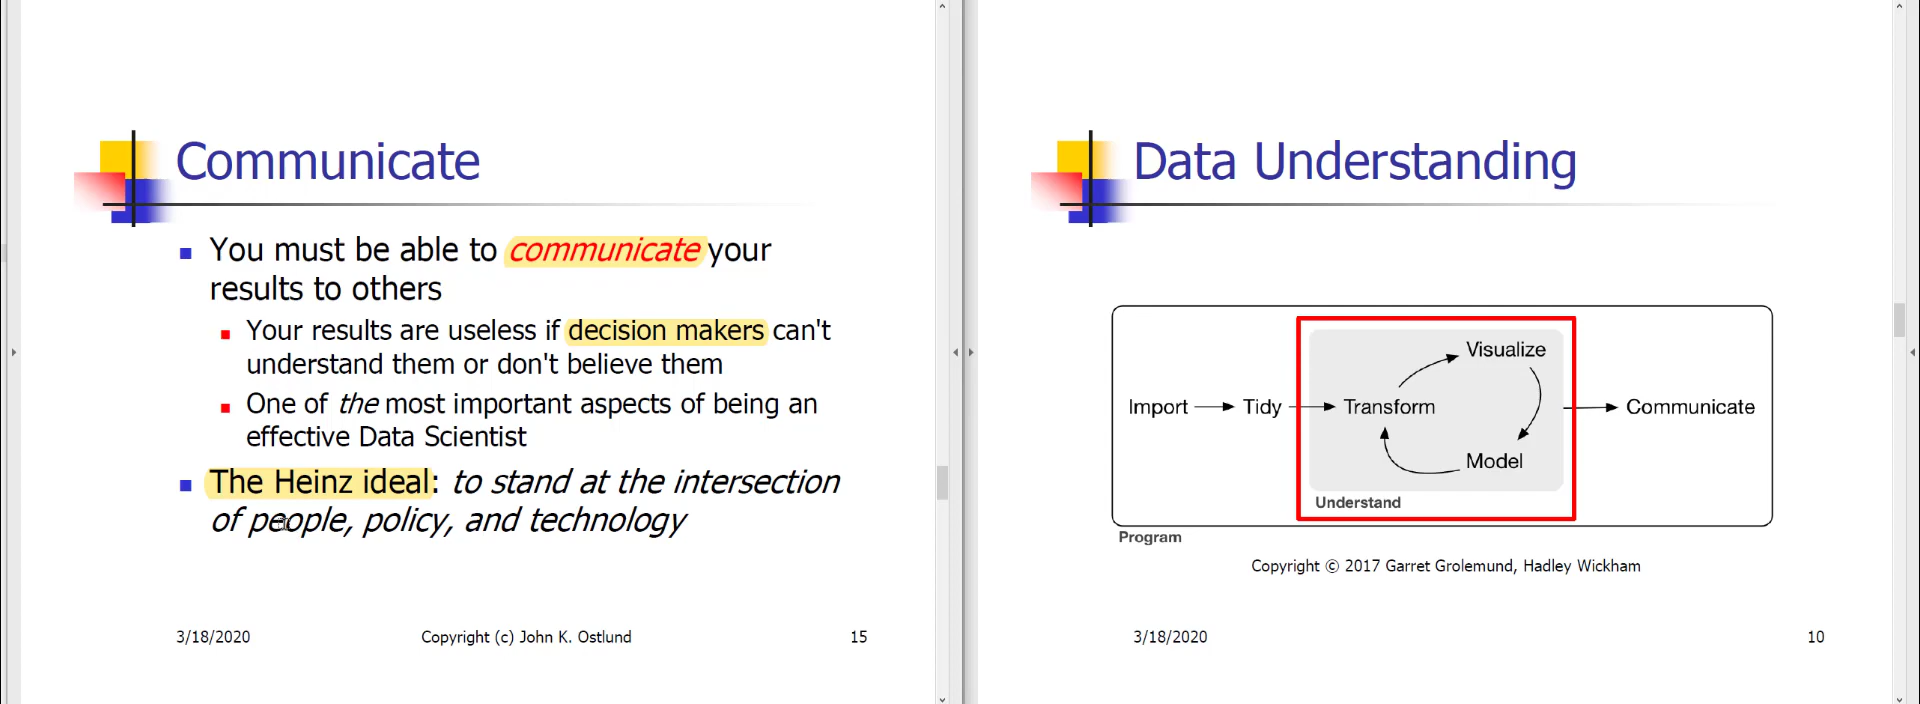 Communicate
You must be able to communicate your
results to others
Your results are useless if decision makers can't
understand them or don't believe them
One of the most important aspects of being an
effective Data Scientist
The Heinz ideal: to stand at the intersection
of people, policy, and technology
3/18/2020 Copyright (c) John K. Ostlund 15
Data Understanding
Visualize
Import Tidy Transform Communicate
Model
Understand
Program
Copyright © 2017 Garret Grolemund, Hadley Wickham
3/18/2020 10